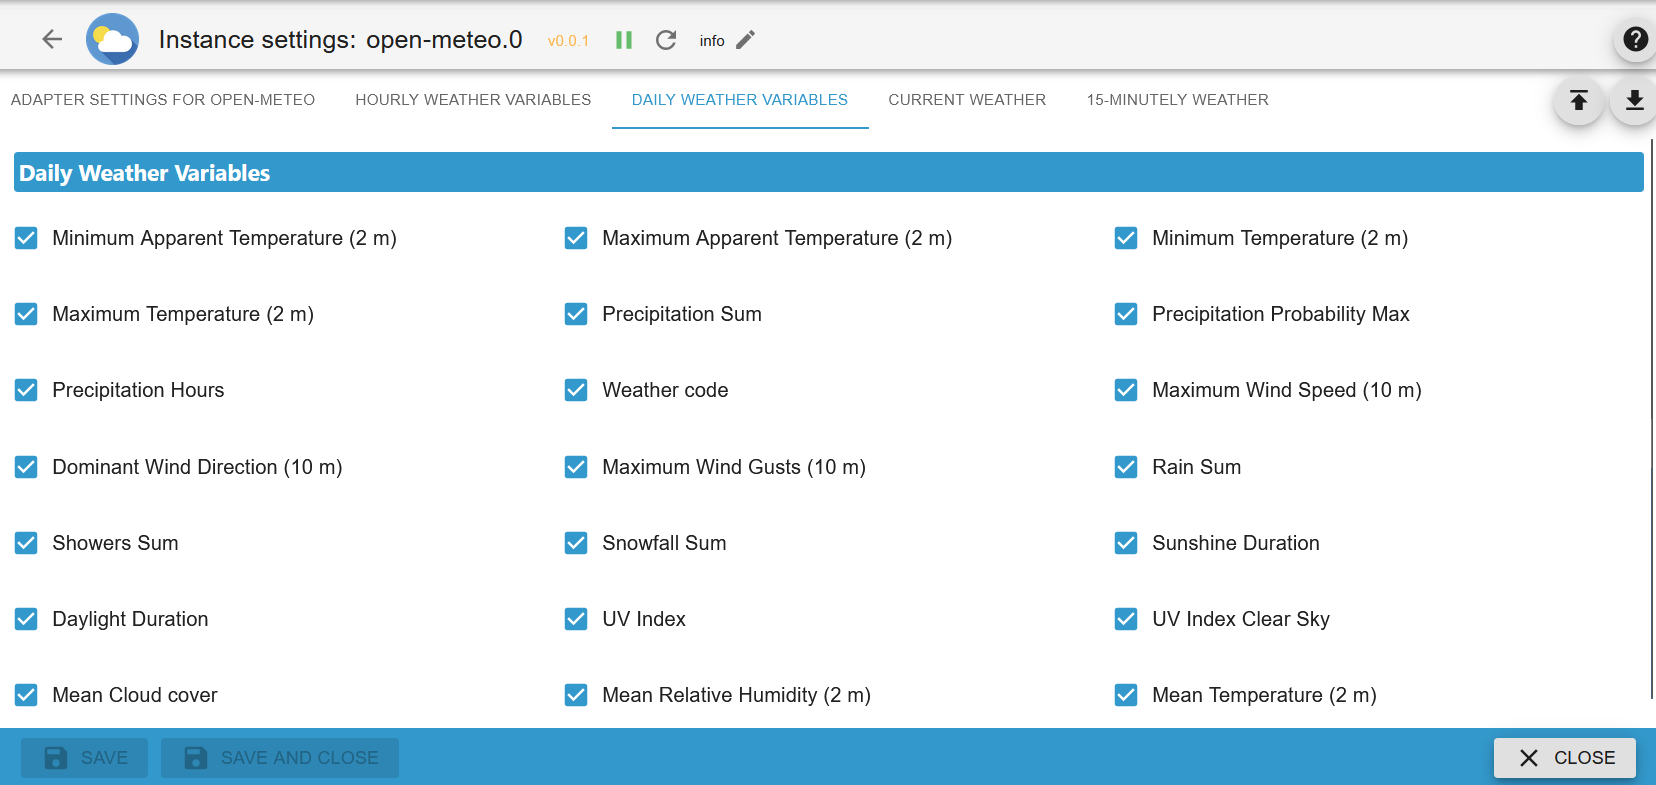 Instance settings: open-meteo.0 v0.0.1 info
ADAPTER SETTINGS FOR OPEN-METEO HOURLY WEATHER VARIABLES DAILY WEATHER VARIABLES CURRENT WEATHER 15-MINUTELY WEATHER
Daily Weather Variables
Minimum Apparent Temperature (2 m) Maximum Apparent Temperature (2 m) Minimum Temperature (2 m)
Maximum Temperature (2 m) Precipitation Sum Precipitation Probability Max
Precipitation Hours Weather code Maximum Wind Speed (10 m)
Dominant Wind Direction (10 m) Maximum Wind Gusts (10 m) Rain Sum
Showers Sum Snowfall Sum Sunshine Duration
Daylight Duration UV Index UV Index Clear Sky
Mean Cloud cover Mean Relative Humidity (2 m) Mean Temperature (2 m)
SAVE SAVE AND CLOSE CLOSE